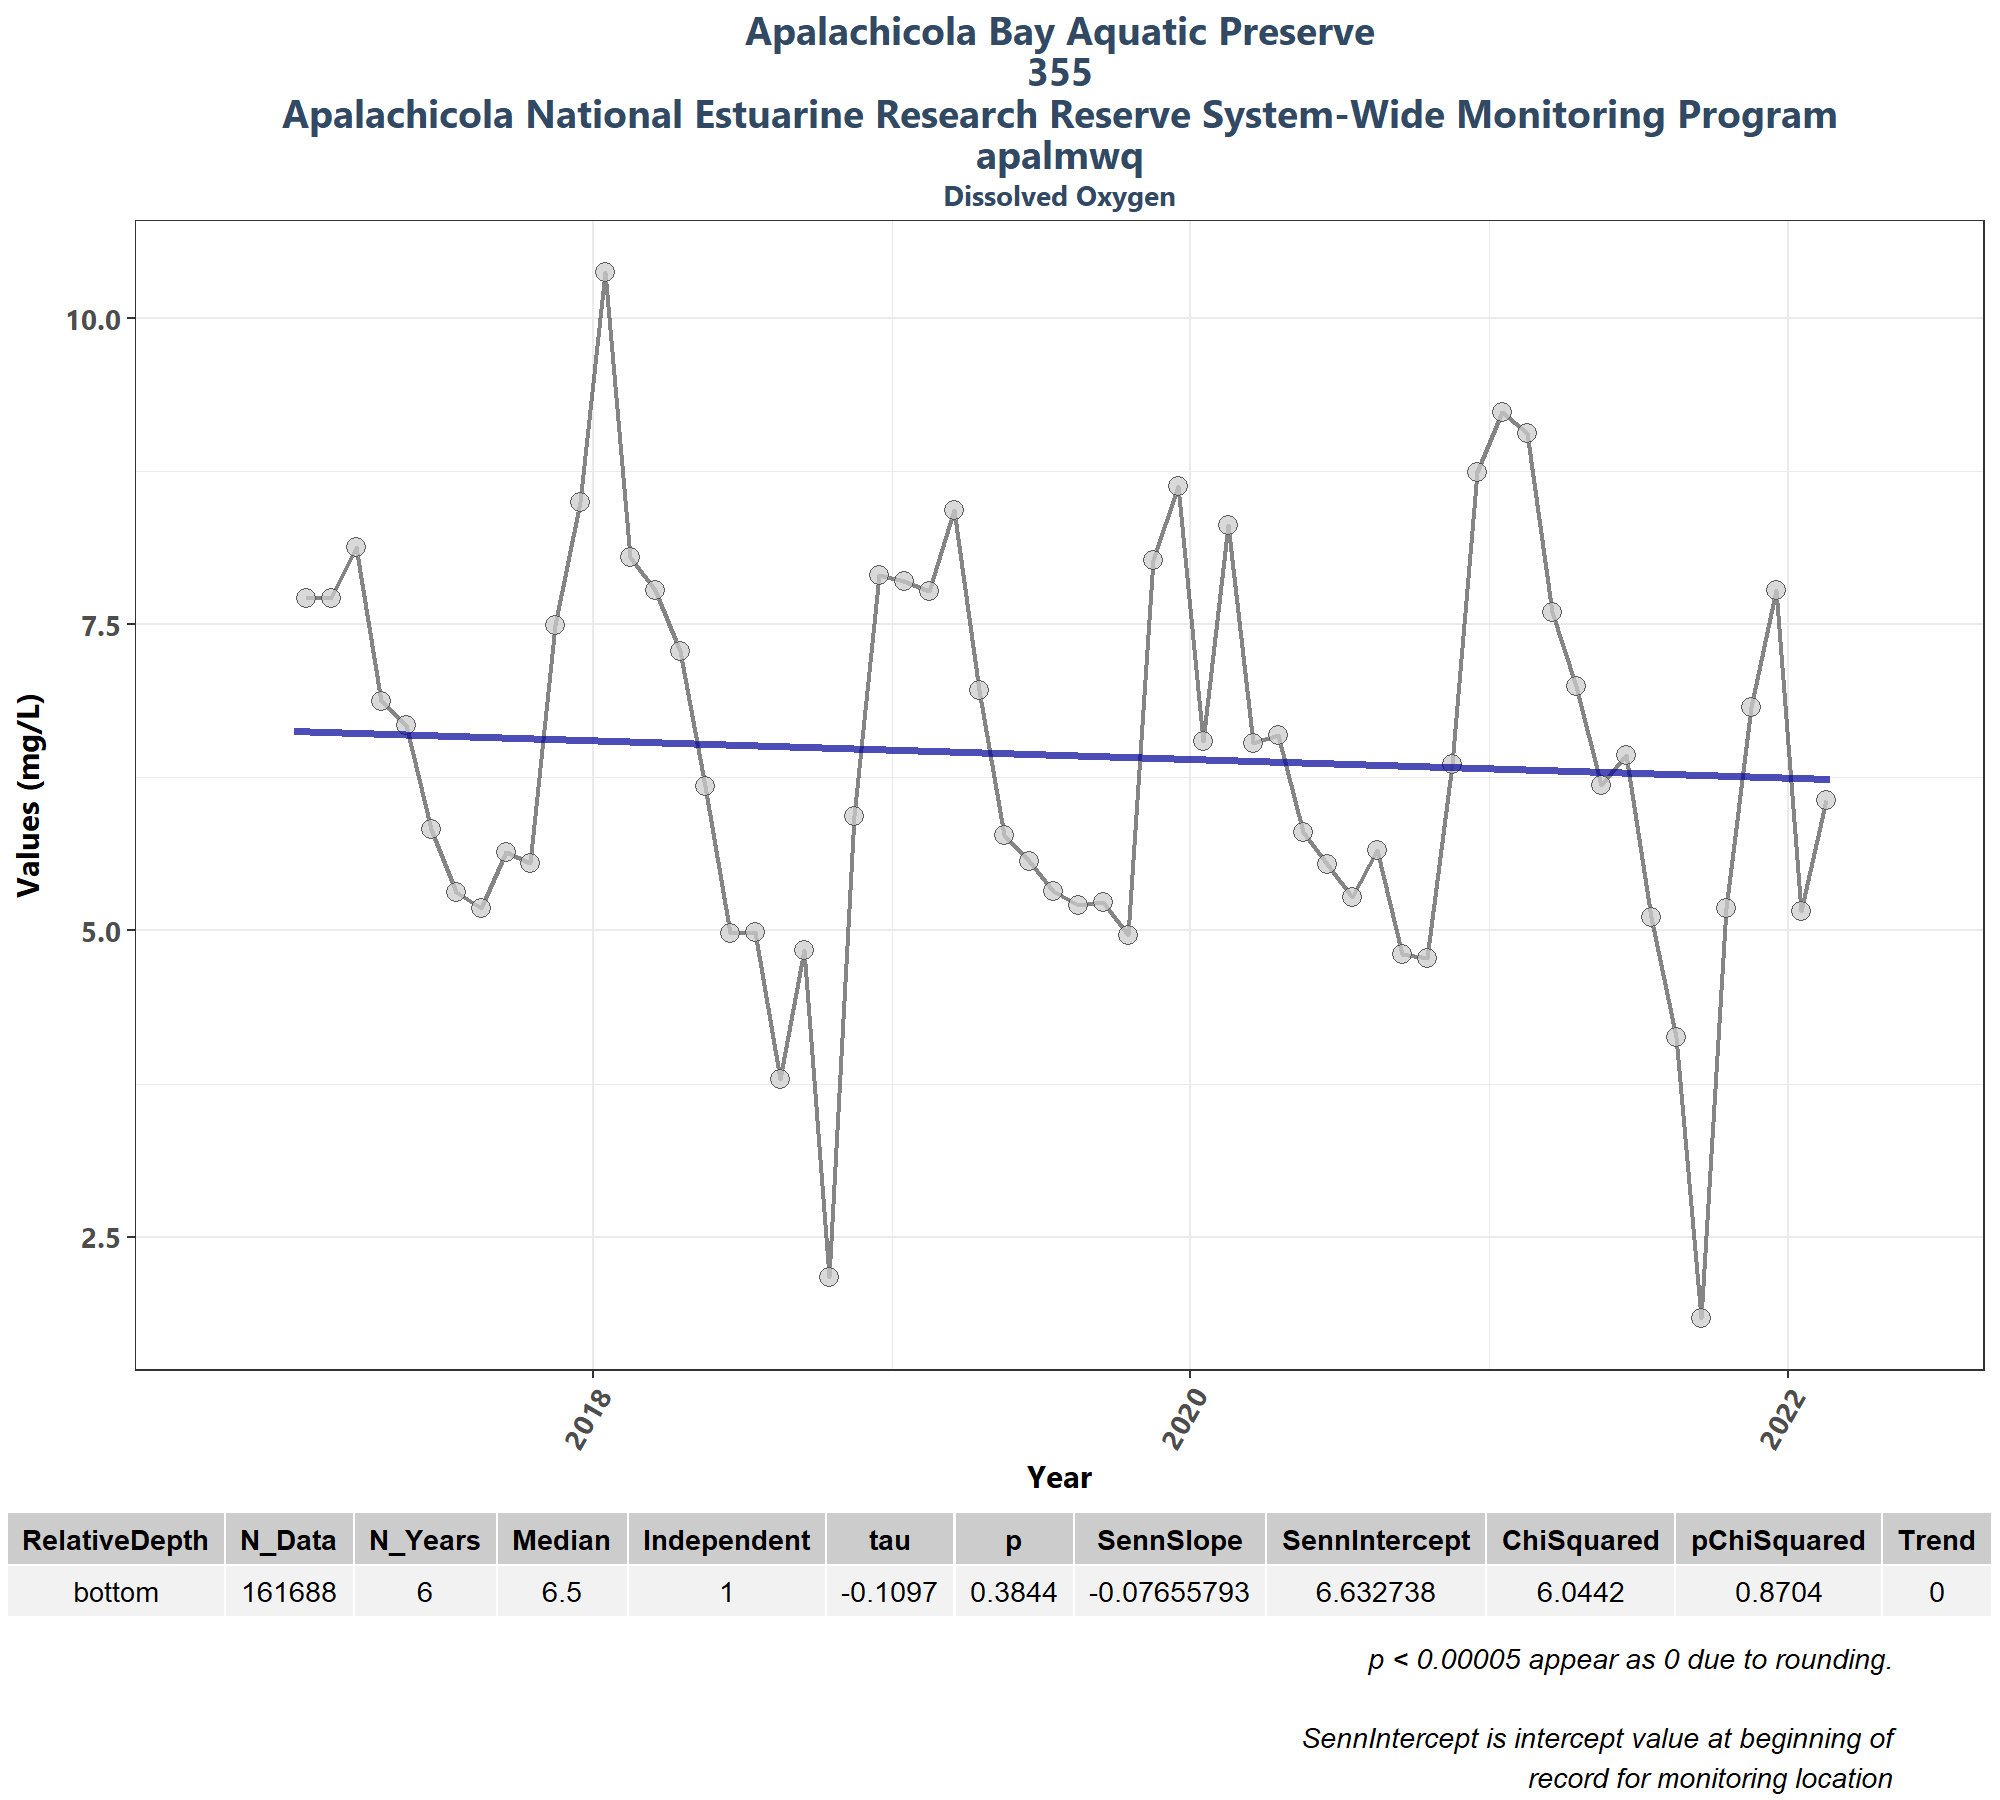 Apalachicola Bay Aquatic Preserve
355
Apalachicola National Estuarine Research Reserve System-Wide Monitoring Program
apalmwq
Dissolved Oxygen
Values (mg/L)
10.0
7.5
5.0
2.5
2018
2020
2022
Year
RelativeDepth N_Data N_Years Median Independent tau p SennSlope SennIntercept ChiSquared pChiSquared Trend
bottom 161688 6 6.5 1 -0.1097 0.3844 -0.07655793 6.632738 6.0442 0.8704 0
p < 0.00005 appear as 0 due to rounding.
SennIntercept is intercept value at beginning of
record for monitoring location